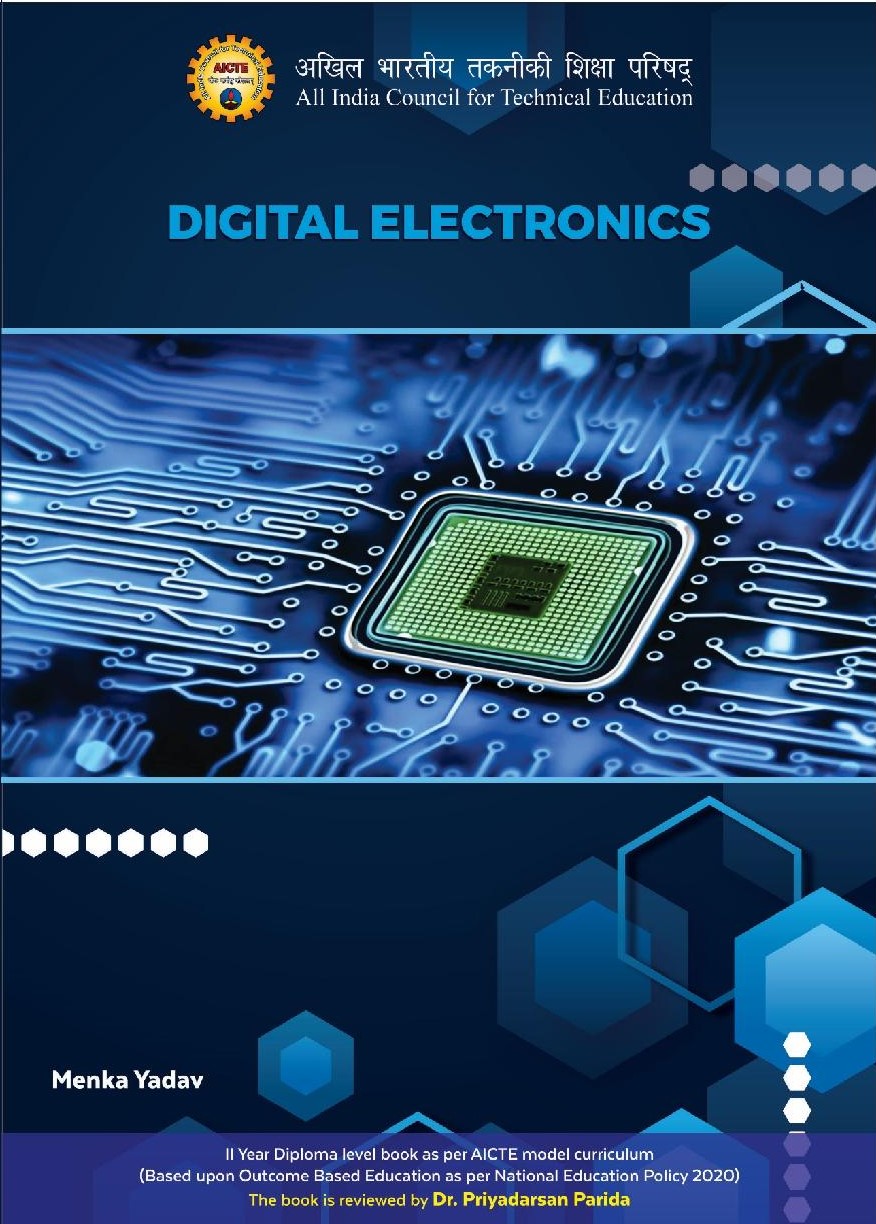 AICTE
अखिल भारतीय तकनीकी शिक्षा परिषद्
All India Council for Technical Education
DIGITAL ELECTRONICS
Menka Yadav
II Year Diploma level book as per AICTE model curriculum
(Based upon Outcome Based Education as per National Education Policy 2020)
The book is reviewed by Dr. Priyadarsan Parida